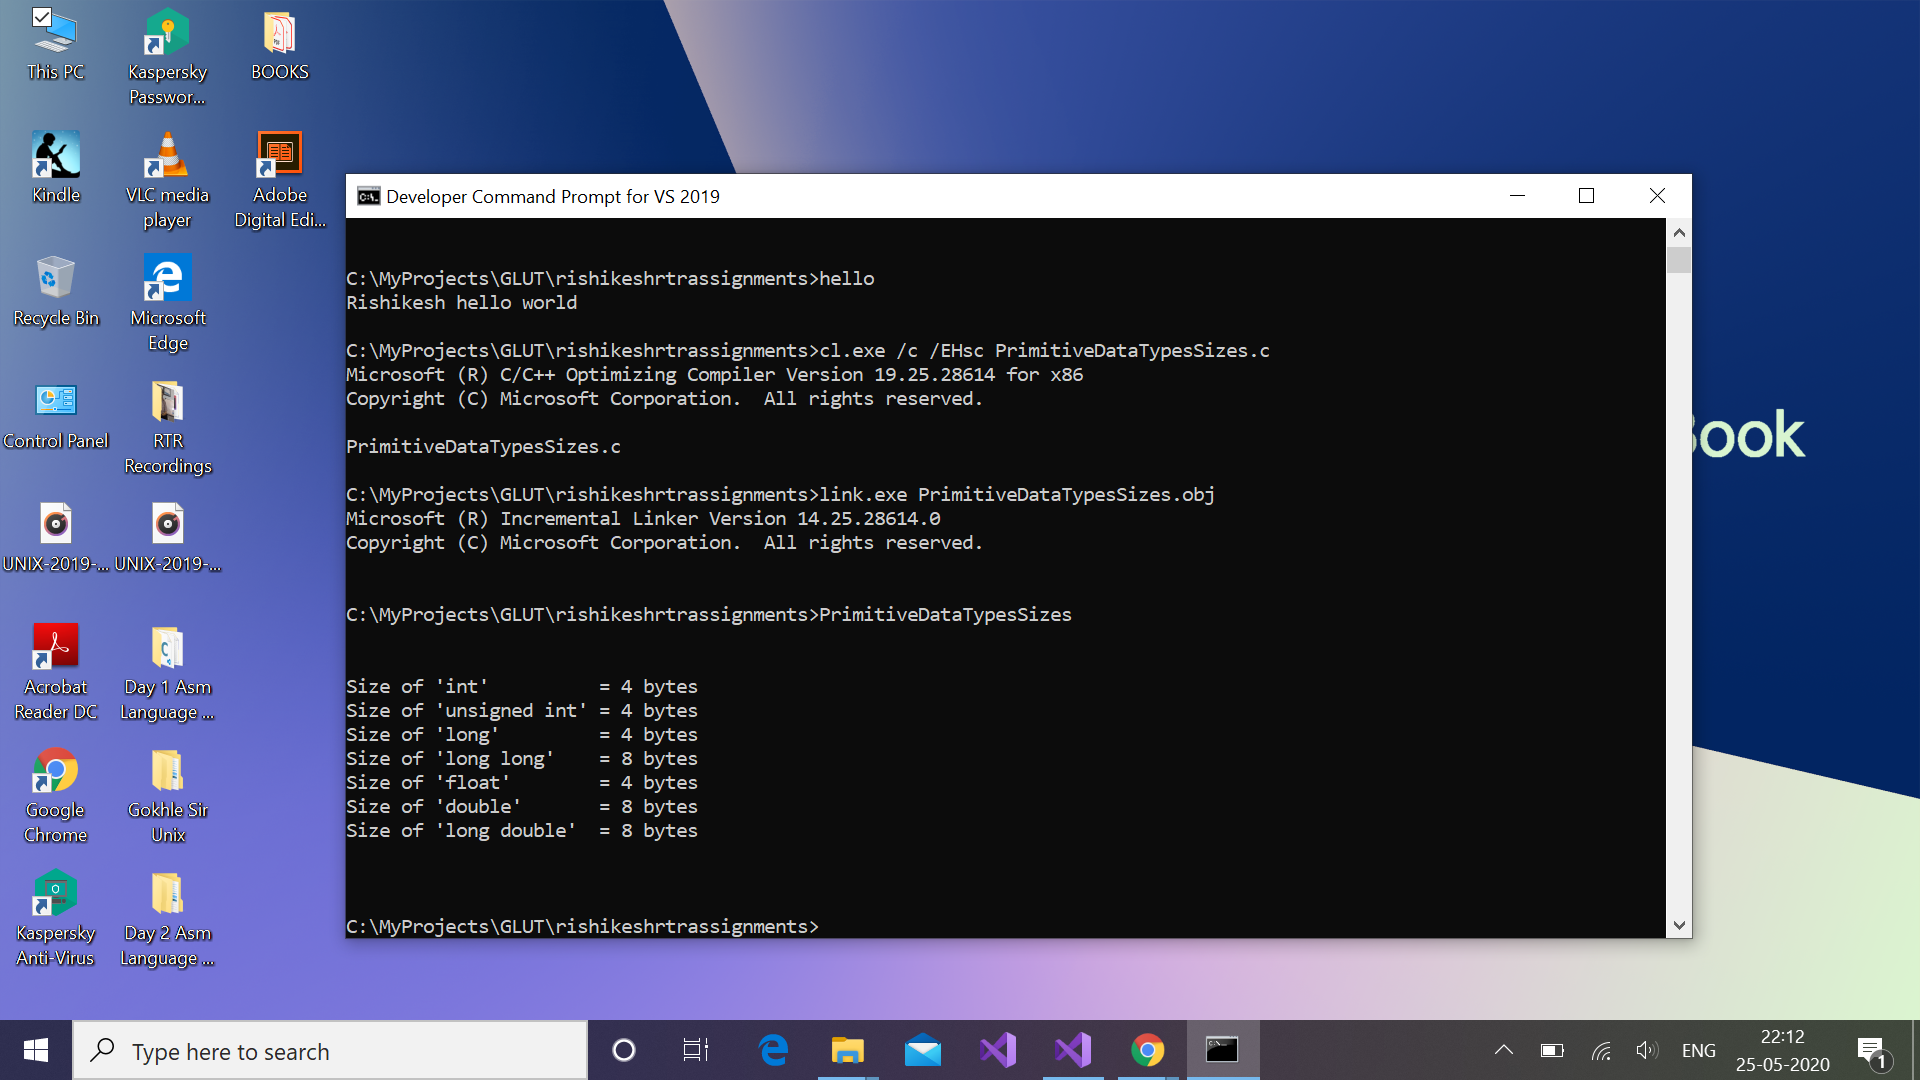 This PC
Kaspersky
Passwor...
BOOKS
Kindle
VLC media
player
Adobe
Digital Edi...
Recycle Bin
Microsoft
Edge
Control Panel
RTR
Recordings
UNIX-2019-...
UNIX-2019-...
Acrobat
Reader DC
Day 1 Asm
Language ...
Google
Chrome
Gokhle Sir
Unix
Kaspersky
Anti-Virus
Day 2 Asm
Language ...
Book
Developer Command Prompt for VS 2019
C:\MyProjects\GLUT\rishikeshrtrassignments>hello
Rishikesh hello world
C:\MyProjects\GLUT\rishikeshrtrassignments>cl.exe /c /EHsc PrimitiveDataTypesSizes.c
Microsoft (R) C/C++ Optimizing Compiler Version 19.25.28614 for x86
Copyright (C) Microsoft Corporation.  All rights reserved.
PrimitiveDataTypesSizes.c
C:\MyProjects\GLUT\rishikeshrtrassignments>link.exe PrimitiveDataTypesSizes.obj
Microsoft (R) Incremental Linker Version 14.25.28614.0
Copyright (C) Microsoft Corporation.  All rights reserved.
C:\MyProjects\GLUT\rishikeshrtrassignments>PrimitiveDataTypesSizes
Size of 'int'          = 4 bytes
Size of 'unsigned int' = 4 bytes
Size of 'long'         = 4 bytes
Size of 'long long'    = 8 bytes
Size of 'float'        = 4 bytes
Size of 'double'       = 8 bytes
Size of 'long double'  = 8 bytes
C:\MyProjects\GLUT\rishikeshrtrassignments>
Type here to search
ENG
22:12
25-05-2020
1